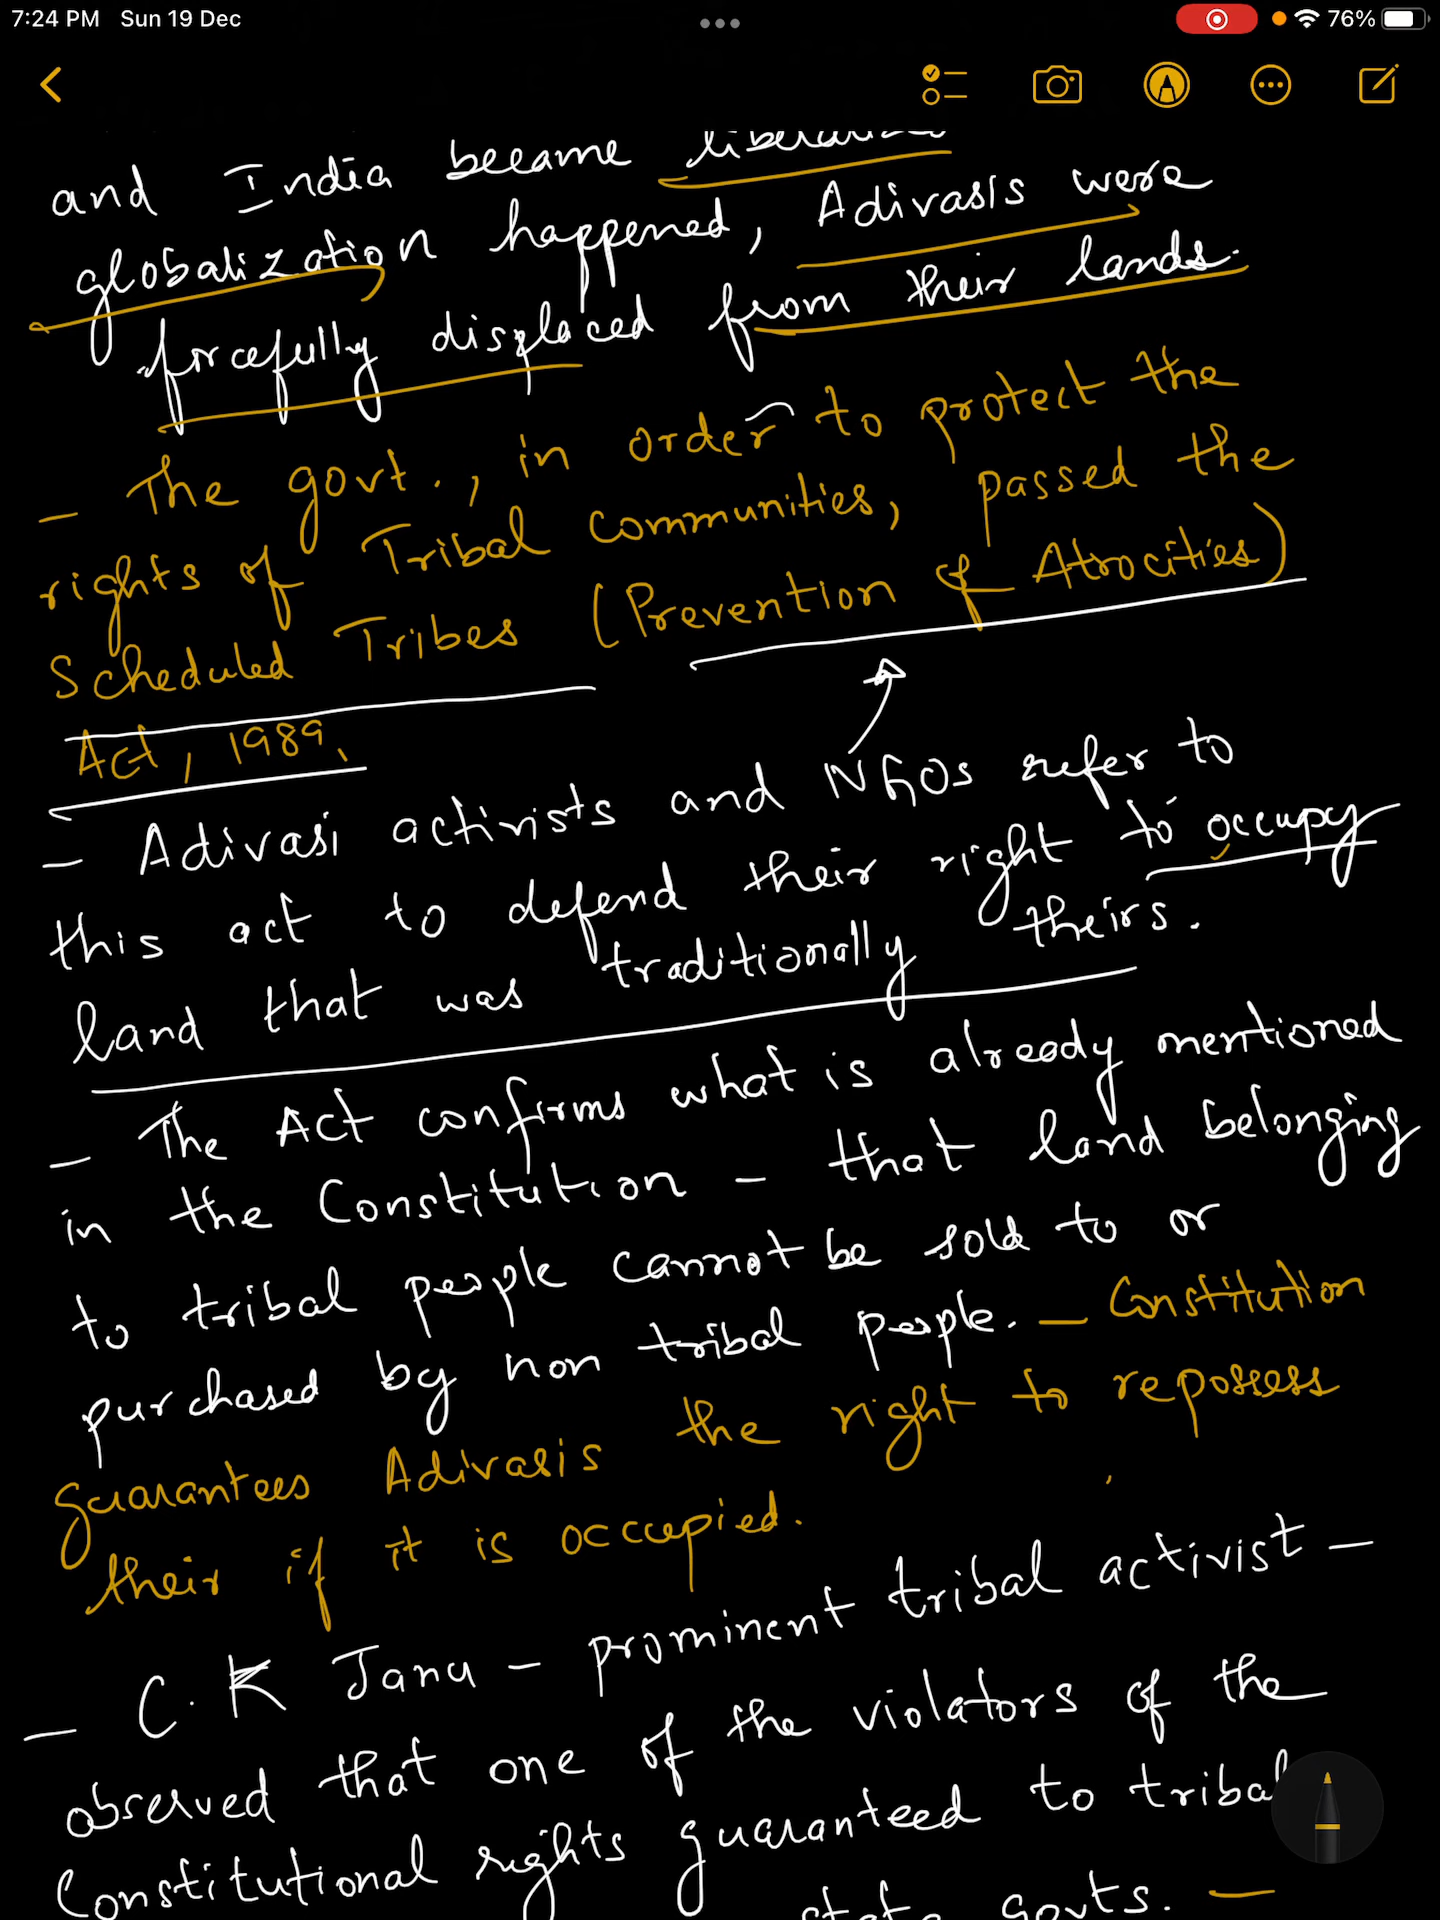 7:24 PM Sun 19 Dec
76%
and India became
globalization happened, Adivasis were
forcefully displaced from their lands.
- The govt., in order to protect the
rights of Tribal communities, passed the
Scheduled Tribes (Prevention of Atrocities)
Act, 1989.
- Adivasi activists and NGOs refer to
this act to defend their right to occupy
land that was traditionally theirs.
- The Act confirms what is already mentioned
in the Constitution - that land belonging
to tribal people cannot be sold to or
purchased by non tribal people. - Constitution
guarantees Adivasis the right to repossess
their if it is occupied.
- C. K Janu - prominent tribal activist -
observed that one of the violators of the
Constitutional rights guaranteed to tribal
state govts. -